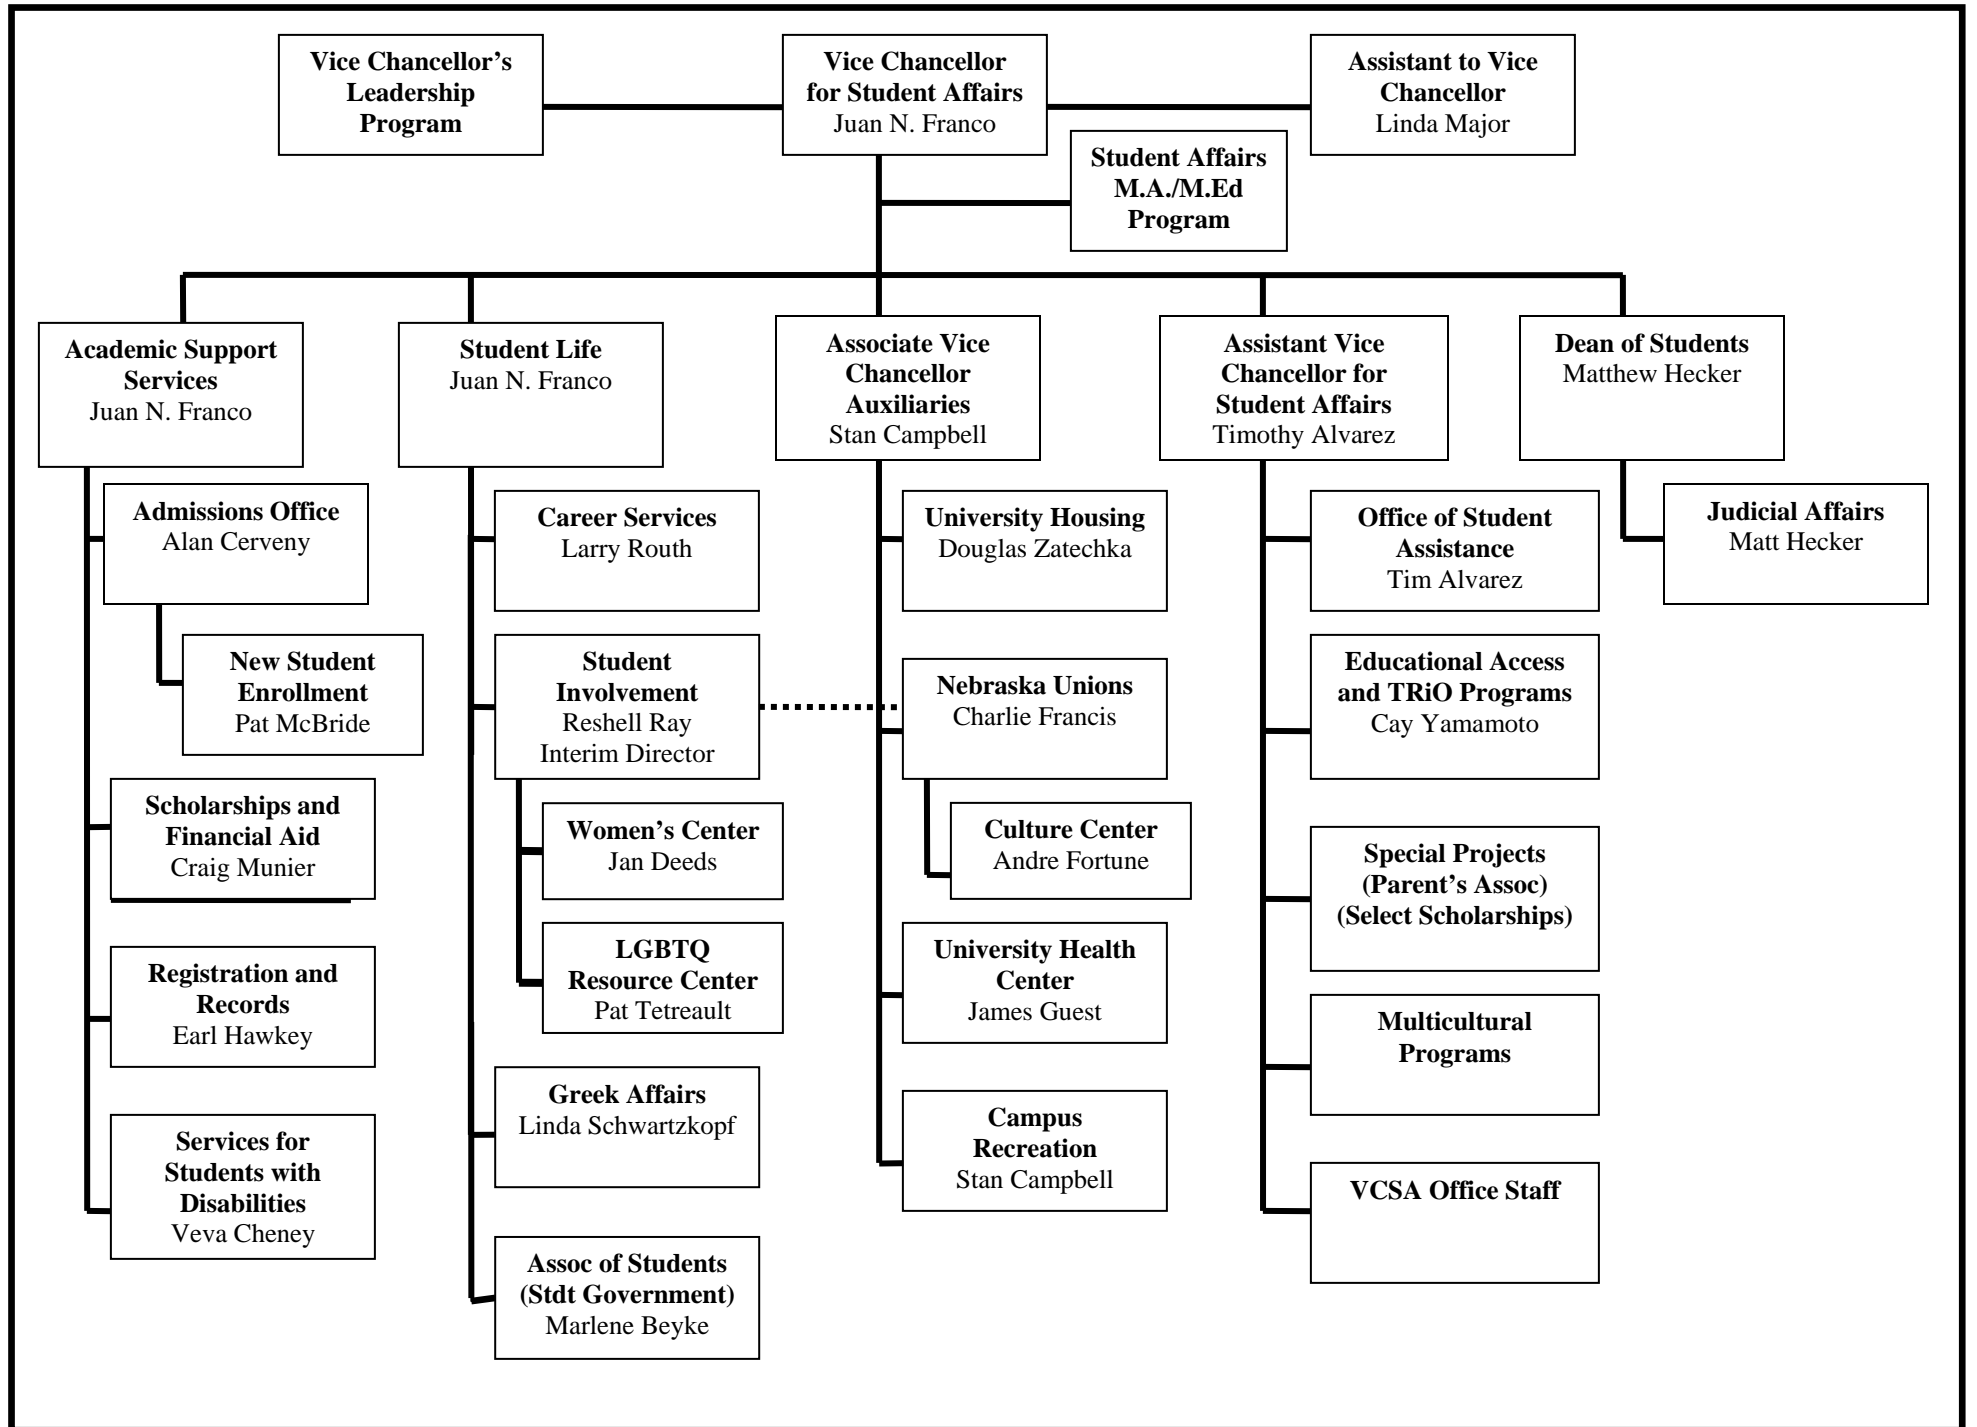 Vice Chancellor's
Leadership
Program
Vice Chancellor
for Student Affairs
Juan N. Franco
Assistant to Vice
Chancellor
Linda Major
Student Affairs
M.A./M.Ed
Program
Academic Support
Services
Juan N. Franco
Student Life
Juan N. Franco
Associate Vice
Chancellor
Auxiliaries
Stan Campbell
Assistant Vice
Chancellor for
Student Affairs
Timothy Alvarez
Dean of Students
Matthew Hecker
Admissions Office
Alan Cerveny
New Student
Enrollment
Pat McBride
Scholarships and
Financial Aid
Craig Munier
Registration and
Records
Earl Hawkey
Services for
Students with
Disabilities
Veva Cheney
Career Services
Larry Routh
Student
Involvement
Reshell Ray
Interim Director
Women's Center
Jan Deeds
LGBTQ
Resource Center
Pat Tetreault
Greek Affairs
Linda Schwartzkopf
Assoc of Students
(Stdt Government)
Marlene Beyke
University Housing
Douglas Zatechka
Nebraska Unions
Charlie Francis
Culture Center
Andre Fortune
University Health
Center
James Guest
Campus
Recreation
Stan Campbell
Office of Student
Assistance
Tim Alvarez
Educational Access
and TRiO Programs
Cay Yamamoto
Special Projects
(Parent's Assoc)
(Select Scholarships)
Multicultural
Programs
VCSA Office Staff
Judicial Affairs
Matt Hecker